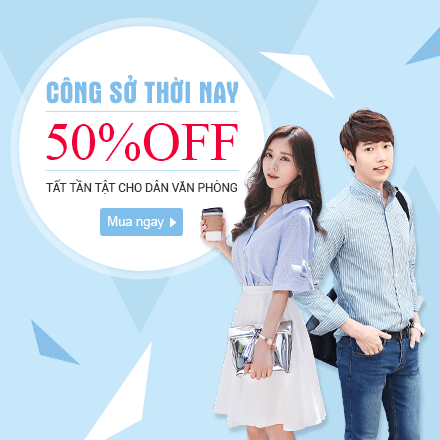 CÔNG SỞ THỜI NAY
50%OFF
TẤT TẦN TẬT CHO DÂN VĂN PHÒNG
Mua ngay